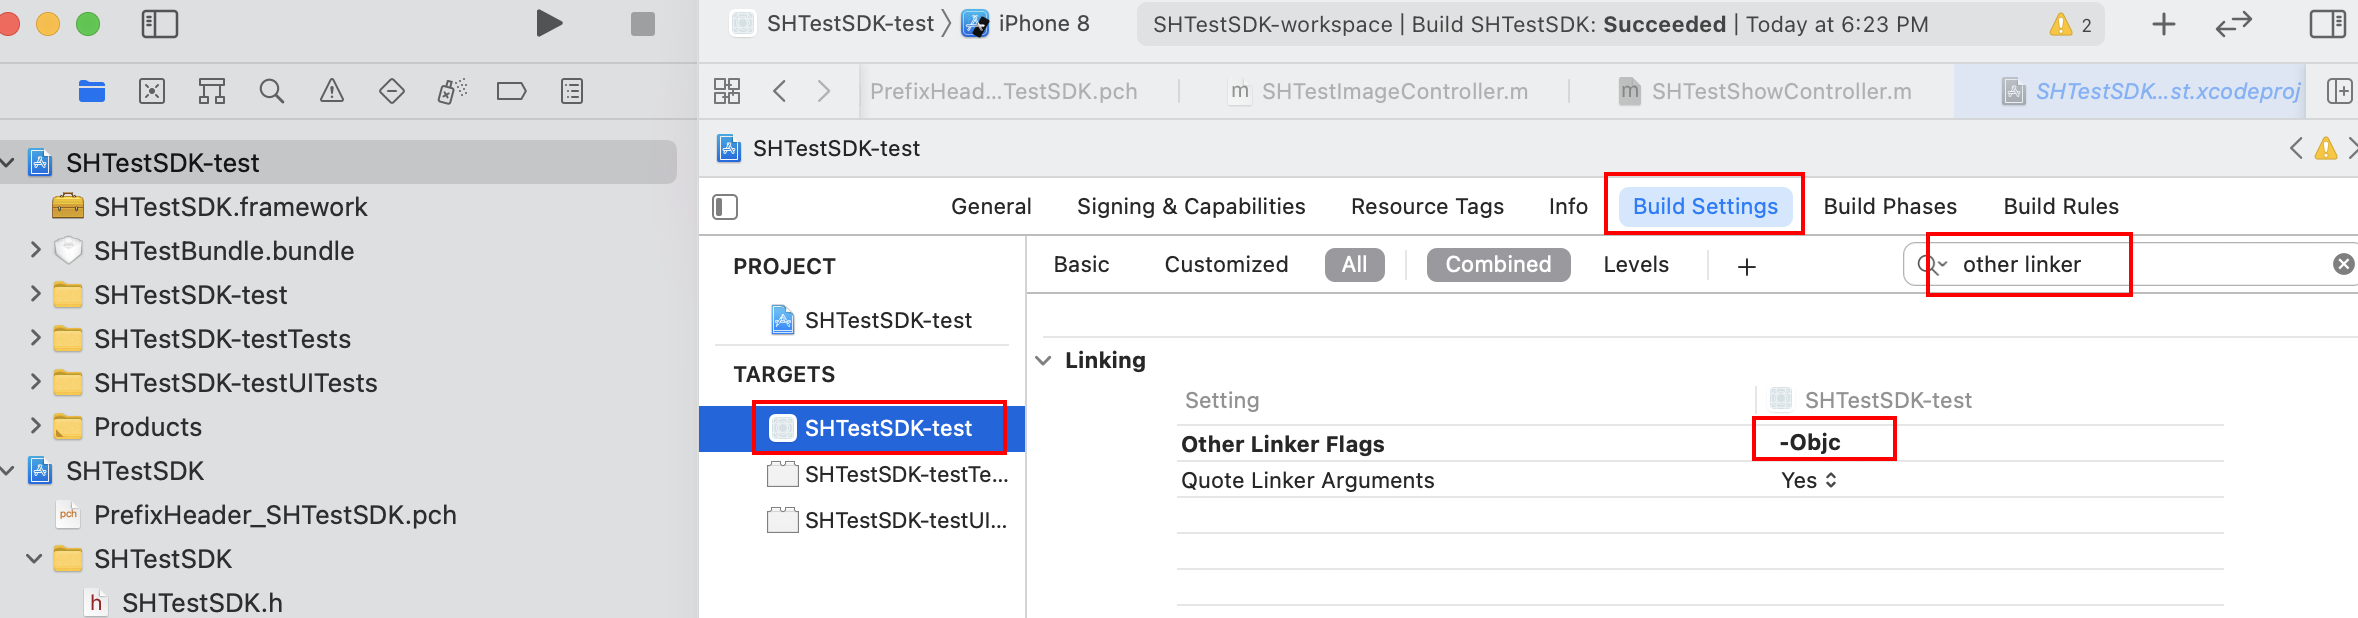 SHTestSDK-test 〉 iPhone 8
SHTestSDK-workspace | Build SHTestSDK: Succeeded | Today at 6:23 PM
2
PrefixHead...TestSDK.pch
m SHTestImageController.m
m SHTestShowController.m
SHTestSDK...st.xcodeproj
SHTestSDK-test
SHTestSDK.framework
SHTestBundle.bundle
SHTestSDK-test
SHTestSDK-testTests
SHTestSDK-testUITests
Products
SHTestSDK
pch PrefixHeader_SHTestSDK.pch
SHTestSDK
h SHTestSDK.h
SHTestSDK-test
General Signing & Capabilities Resource Tags Info Build Settings Build Phases Build Rules
PROJECT
SHTestSDK-test
TARGETS
SHTestSDK-test
SHTestSDK-testTe...
SHTestSDK-testUI...
Basic Customized All Combined Levels + other linker
Linking
Setting SHTestSDK-test
Other Linker Flags -Objc
Quote Linker Arguments Yes